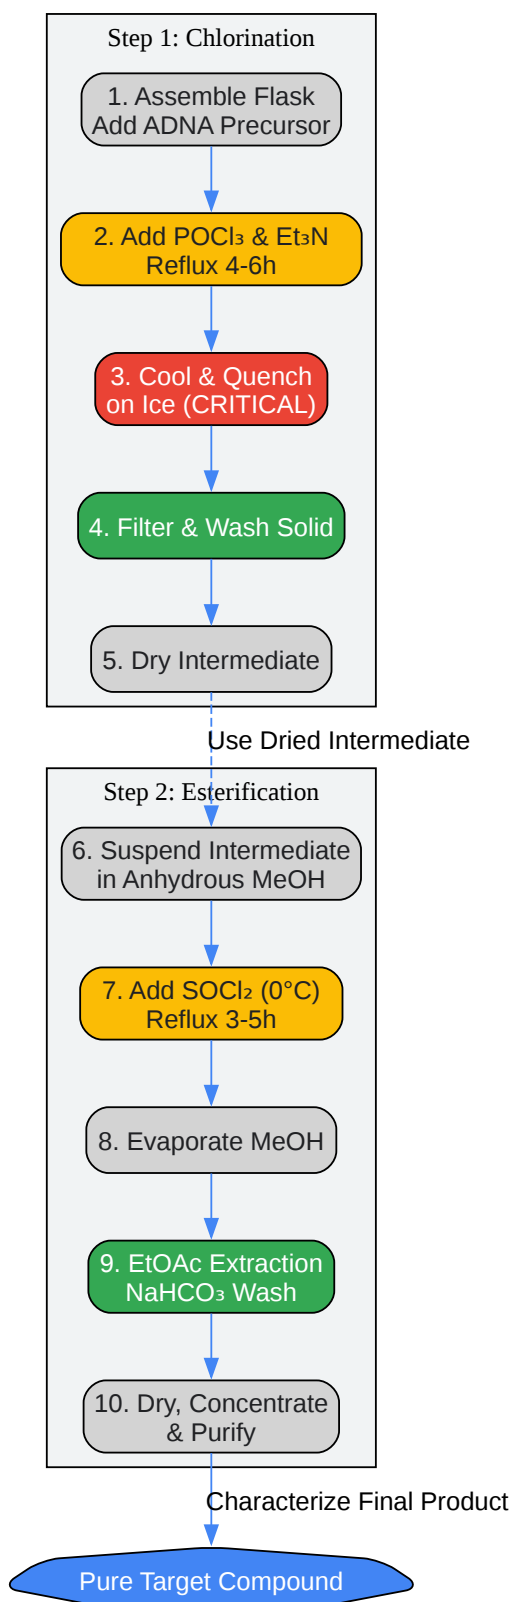 Step 1: Chlorination
1. Assemble Flask
Add ADNA Precursor
2. Add POCl₃ & Et₃N
Reflux 4-6h
3. Cool & Quench
on Ice (CRITICAL)
4. Filter & Wash Solid
5. Dry Intermediate
Use Dried Intermediate
Step 2: Esterification
6. Suspend Intermediate
in Anhydrous MeOH
7. Add SOCl₂ (0°C)
Reflux 3-5h
8. Evaporate MeOH
9. EtOAc Extraction
NaHCO₃ Wash
10. Dry, Concentrate
& Purify
Characterize Final Product
Pure Target Compound